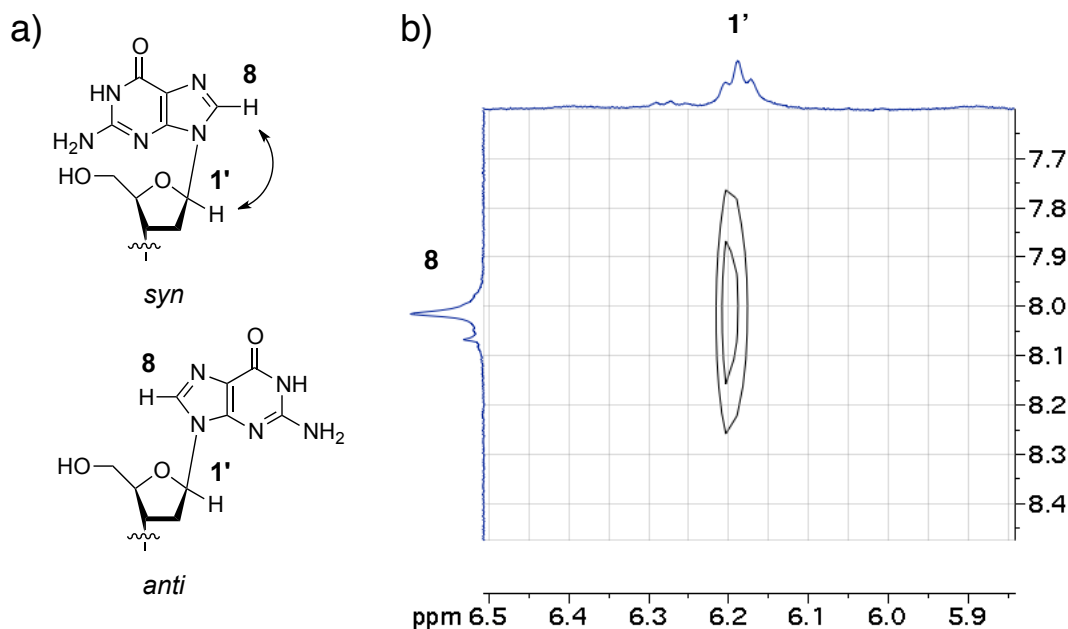 a)
O
N
8
NH
H
H2N
N
N
HO
O
1'
H
syn
O
8
N
NH
H
N
N
NH2
HO
O
1'
H
anti
b)
1'
8
7.7
7.8
7.9
8.0
8.1
8.2
8.3
8.4
ppm 6.5 6.4 6.3 6.2 6.1 6.0 5.9